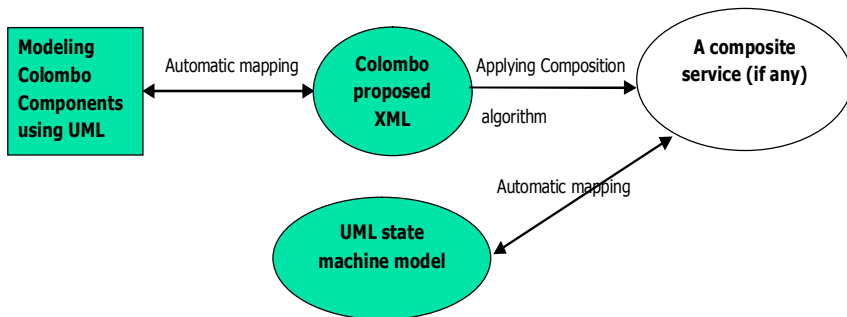 Modeling
Colombo
Components
using UML
Automatic mapping
Colombo
proposed
XML
Applying Composition
algorithm
A composite
service (if any)
Automatic mapping
UML state
machine model